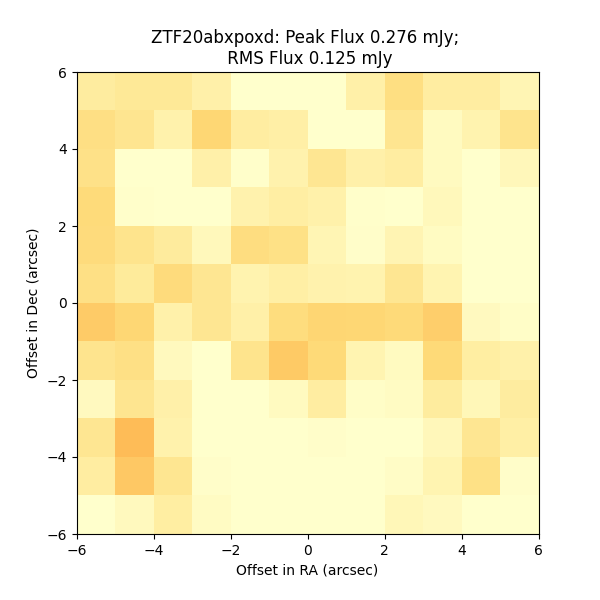 ZTF20abxpoxd: Peak Flux 0.276 mJy;
RMS Flux 0.125 mJy
6
4
2
0
−2
−4
−6
Offset in Dec (arcsec)
−6 −4 −2 0 2 4 6
Offset in RA (arcsec)